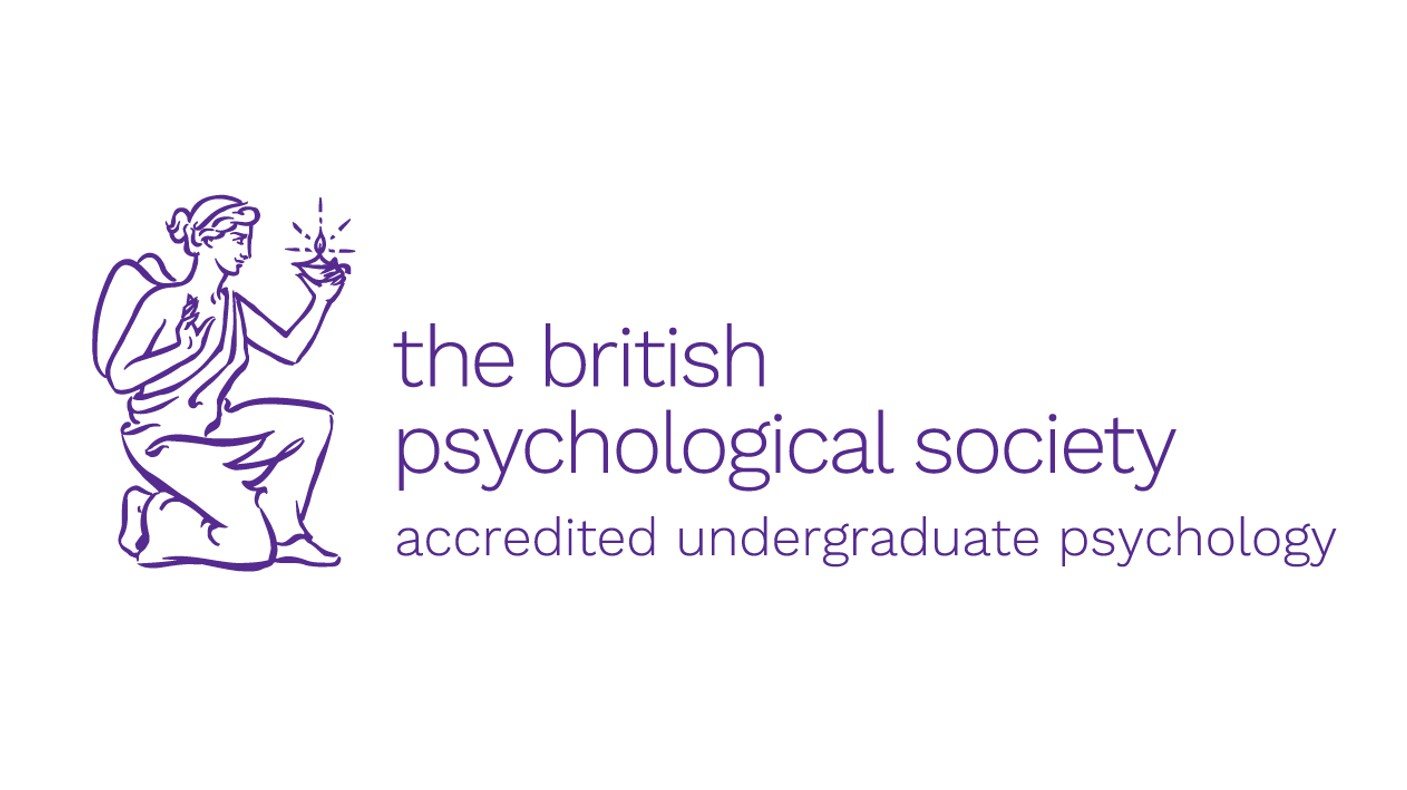 the british
psychological society
accredited undergraduate psychology